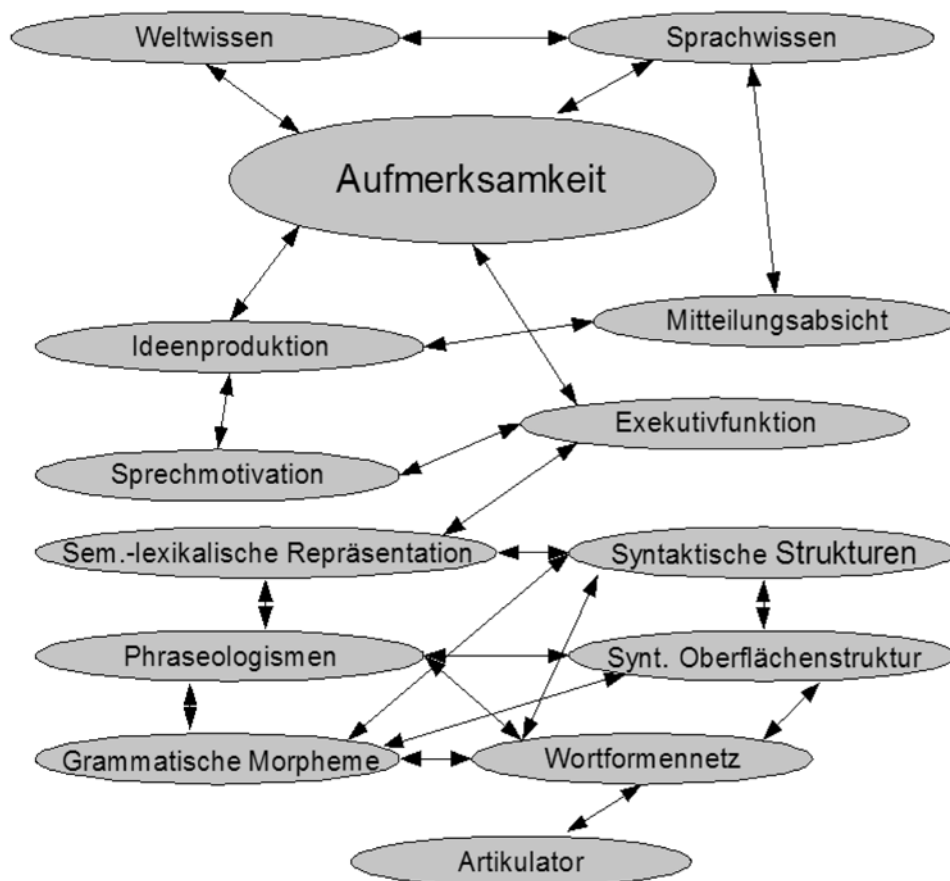 Weltwissen
Sprachwissen
Aufmerksamkeit
Mitteilungsabsicht
Ideenproduktion
Exekutivfunktion
Sprechmotivation
Sem.-lexikalische Repräsentation
Syntaktische Strukturen
Phraseologismen
Synt. Oberflächenstruktur
Grammatische Morpheme
Wortformennetz
Artikulator